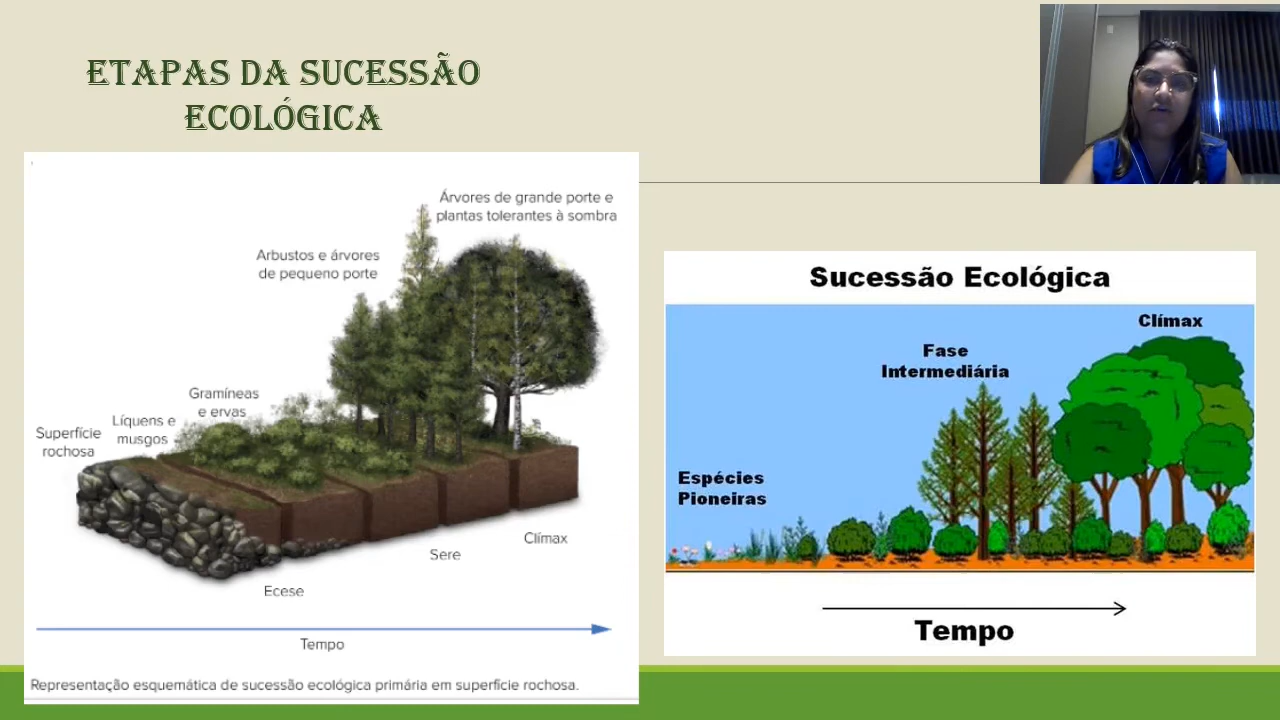 ETAPAS DA SUCESSÃO
ECOLÓGICA
Árvores de grande porte e
plantas tolerantes à sombra
Arbustos e árvores
de pequeno porte
Gramíneas
e ervas
Líquens e
musgos
Superfície
rochosa
Clímax
Sere
Ecese
Tempo
Representação esquemática de sucessão ecológica primária em superfície rochosa.
Sucessão Ecológica
Clímax
Fase
Intermediária
Espécies
Pioneiras
Tempo